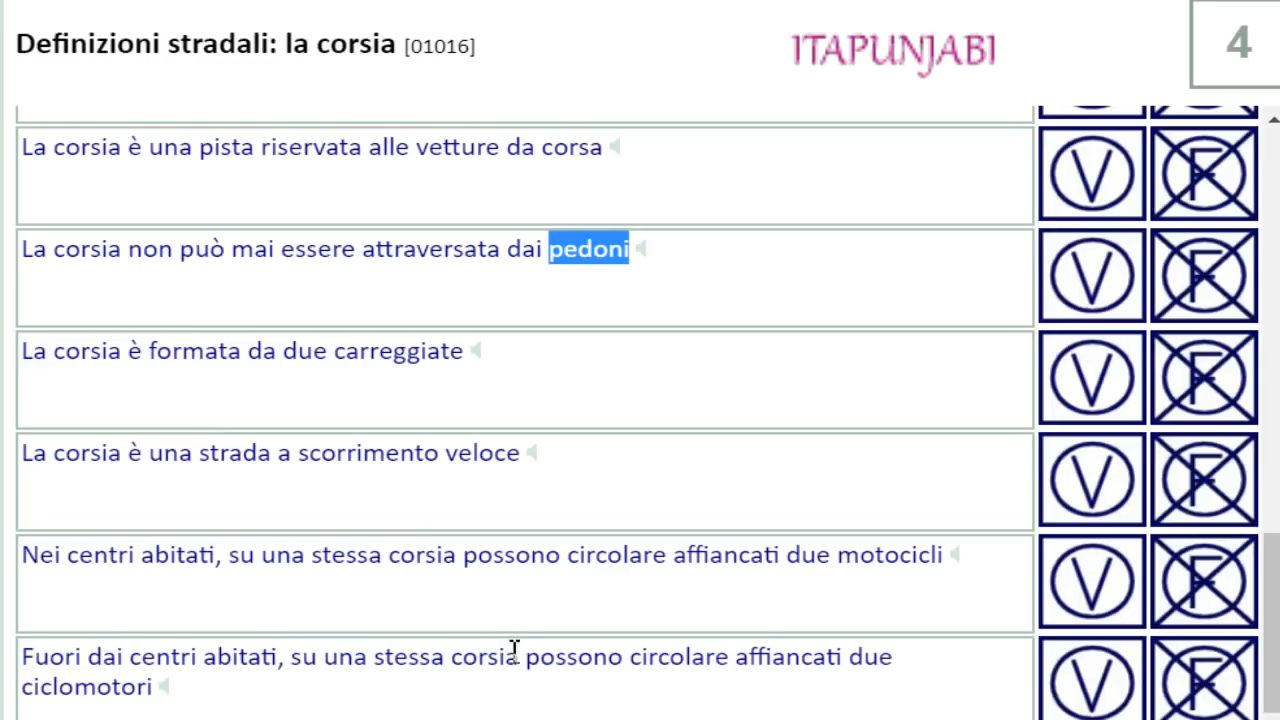 Definizioni stradali: la corsia [01016]
ITAPUNJABI
4
La corsia è una pista riservata alle vetture da corsa
V F
La corsia non può mai essere attraversata dai pedoni
V F
La corsia è formata da due carreggiate
V F
La corsia è una strada a scorrimento veloce
V F
Nei centri abitati, su una stessa corsia possono circolare affiancati due motocicli
V F
Fuori dai centri abitati, su una stessa corsia possono circolare affiancati due
ciclomotori
V F